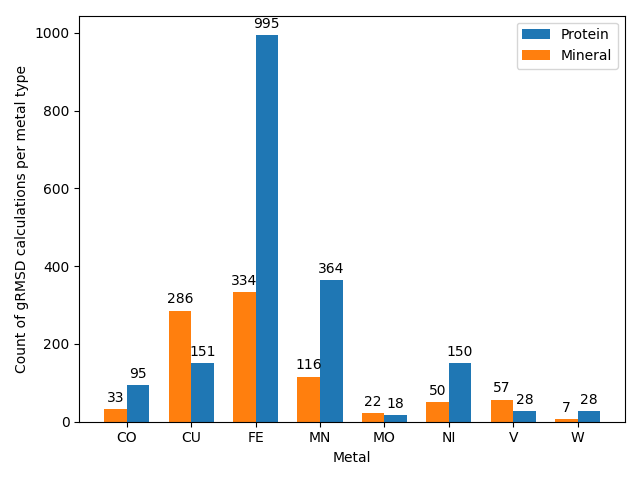 Count of gRMSD calculations per metal type
1000
800
600
400
200
0
Protein
Mineral
33
95
286
151
334
995
116
364
22
18
50
150
57
28
7
28
CO
CU
FE
MN
MO
NI
V
W
Metal